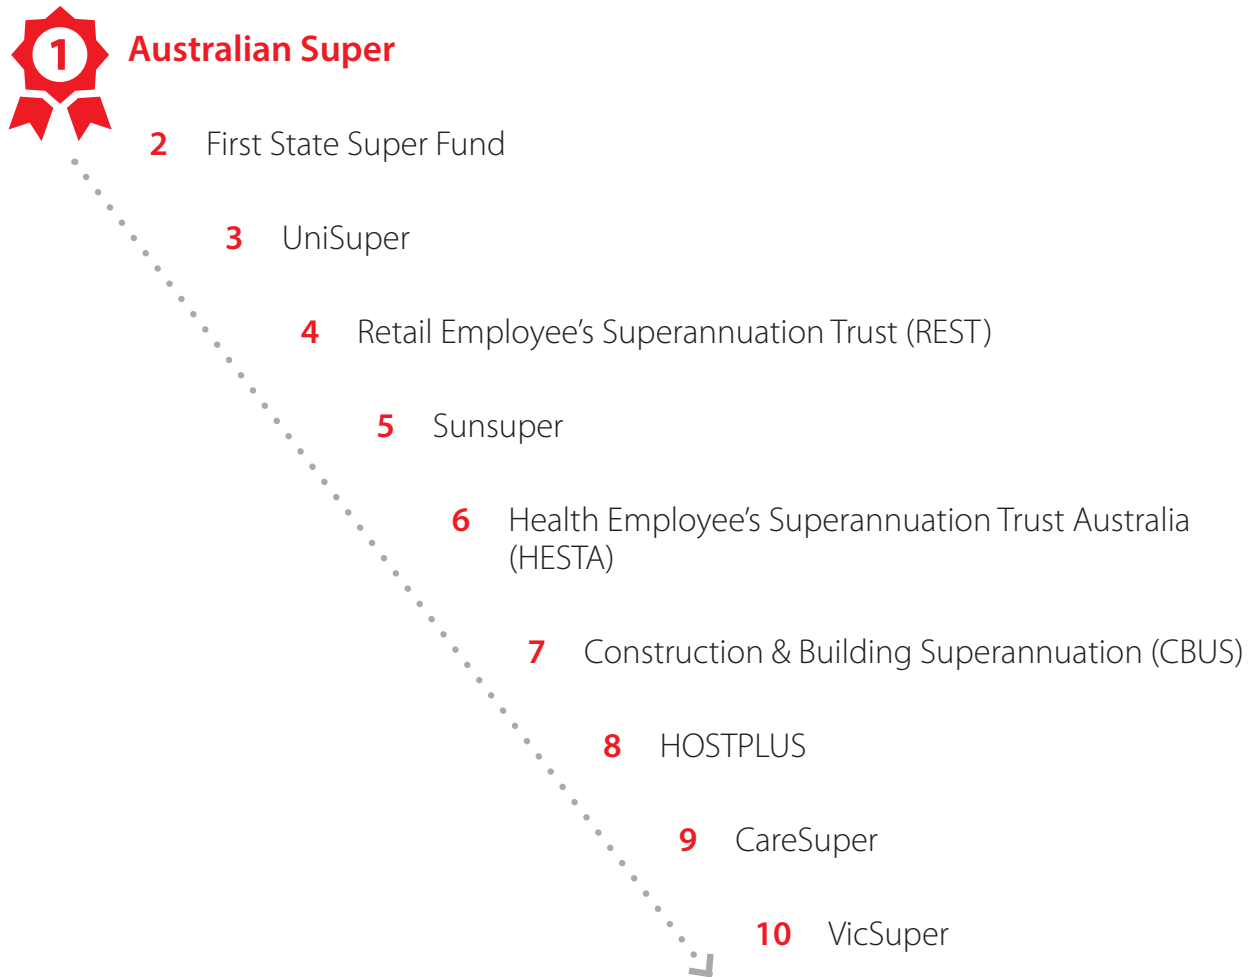 1 Australian Super
2 First State Super Fund
3 UniSuper
4 Retail Employee's Superannuation Trust (REST)
5 Sunsuper
6 Health Employee's Superannuation Trust Australia
(HESTA)
7 Construction & Building Superannuation (CBUS)
8 HOSTPLUS
9 CareSuper
10 VicSuper